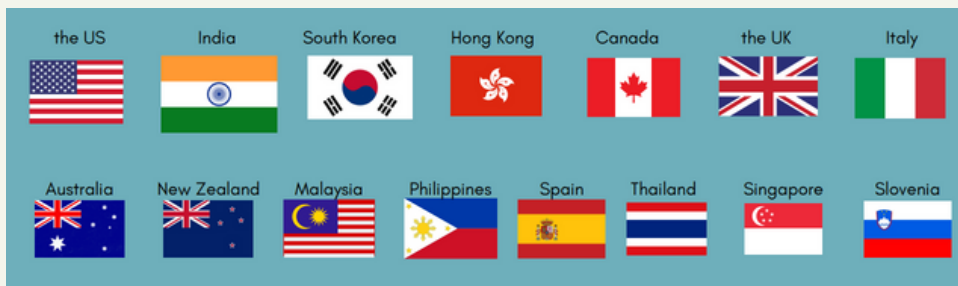 the US India South Korea Hong Kong Canada the UK Italy
Australia New Zealand Malaysia Philippines Spain Thailand Singapore Slovenia